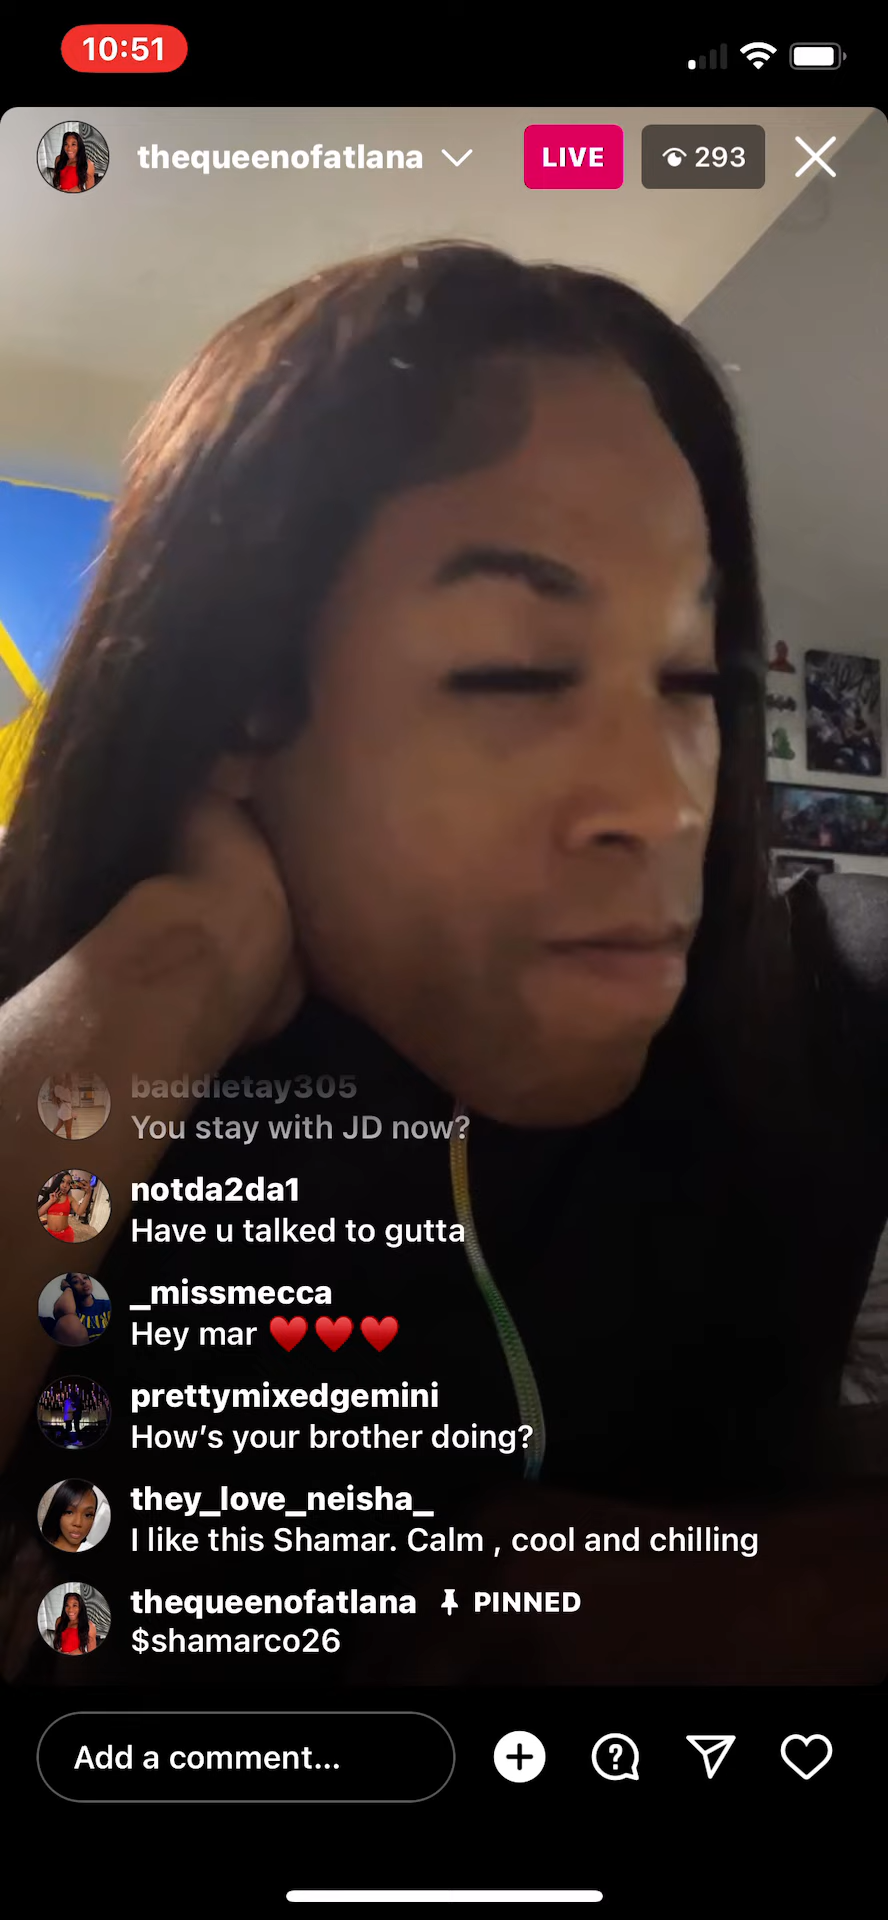 10:51
thequeenofatlana
LIVE
293
baddietay305
You stay with JD now?
notda2da1
Have u talked to gutta
_missmecca
Hey mar ❤️❤️❤️
prettymixedgemini
How’s your brother doing?
they_love_neisha_
I like this Shamar. Calm , cool and chilling
thequeenofatlana PINNED
$shamarco26
Add a comment...